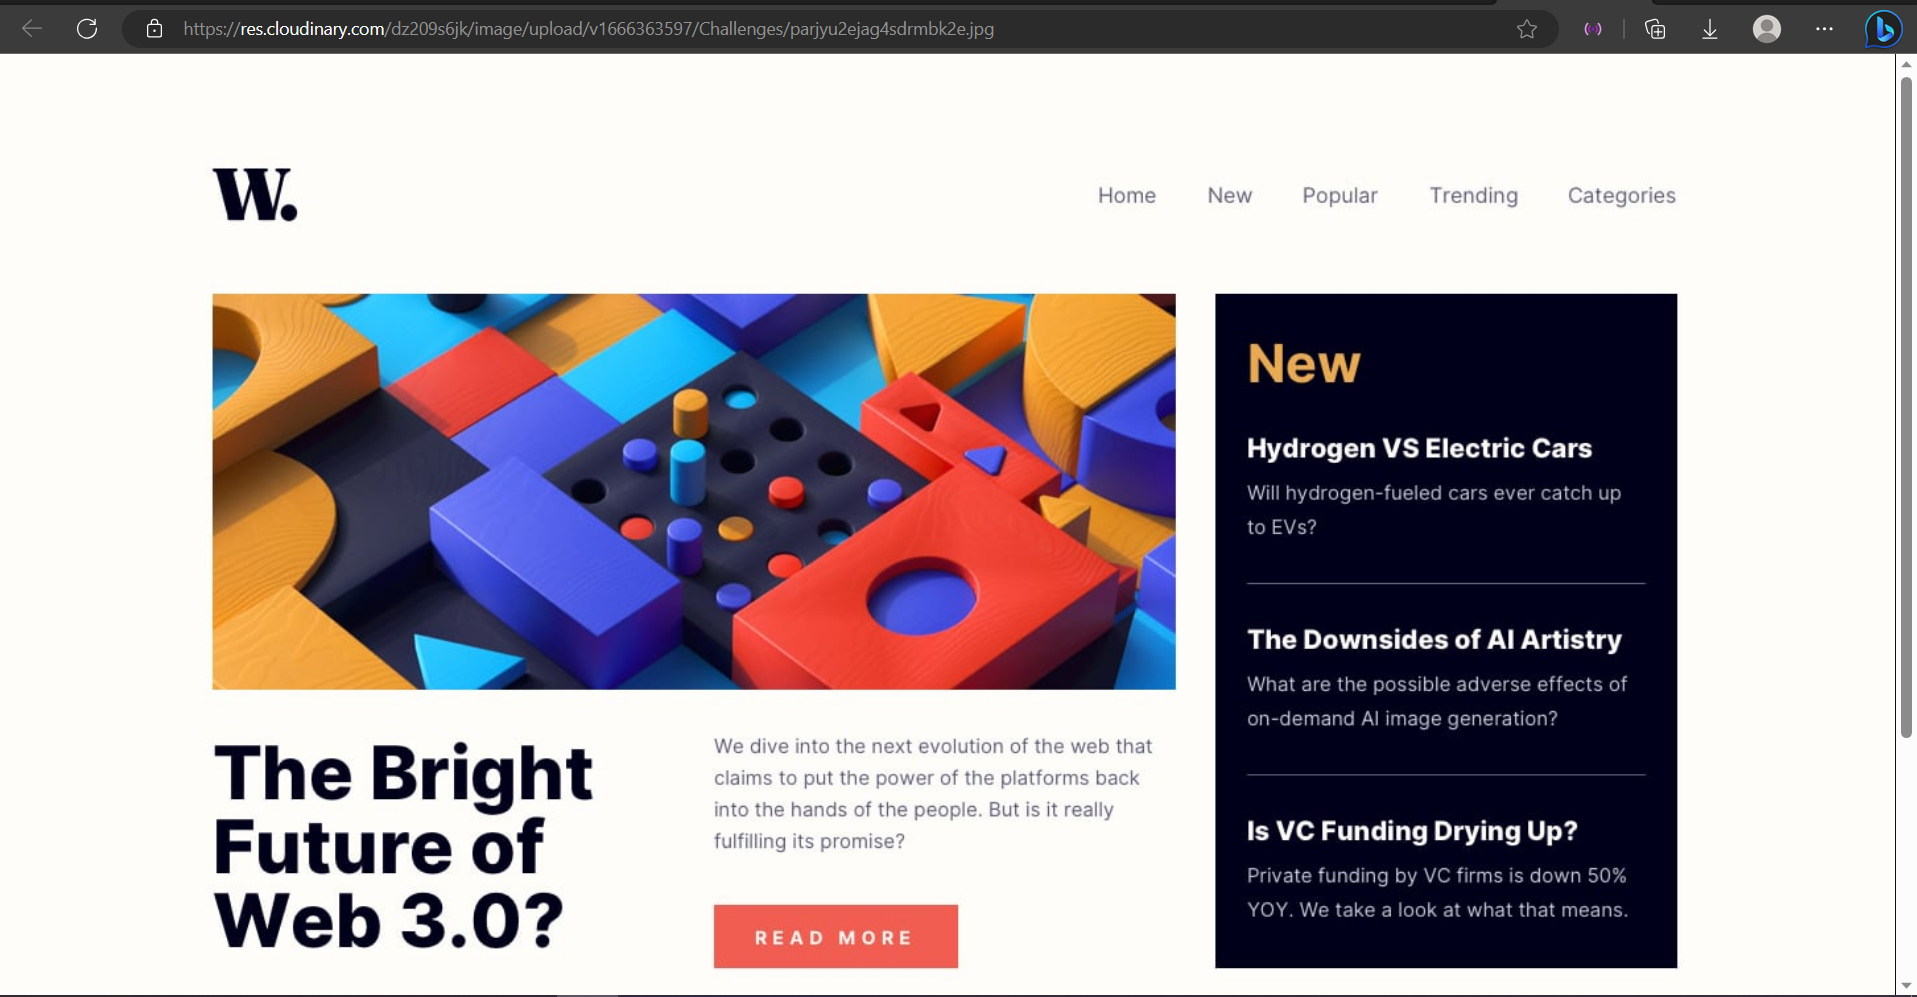 https://res.cloudinary.com/dz209s6jk/image/upload/v1666363597/Challenges/parjyu2ejag4sdrmbk2e.jpg
W.
Home New Popular Trending Categories
New
Hydrogen VS Electric Cars
Will hydrogen-fueled cars ever catch up
to EVs?
The Downsides of AI Artistry
What are the possible adverse effects of
on-demand AI image generation?
Is VC Funding Drying Up?
Private funding by VC firms is down 50%
YOY. We take a look at what that means.
The Bright
Future of
Web 3.0?
We dive into the next evolution of the web that
claims to put the power of the platforms back
into the hands of the people. But is it really
fulfilling its promise?
READ MORE